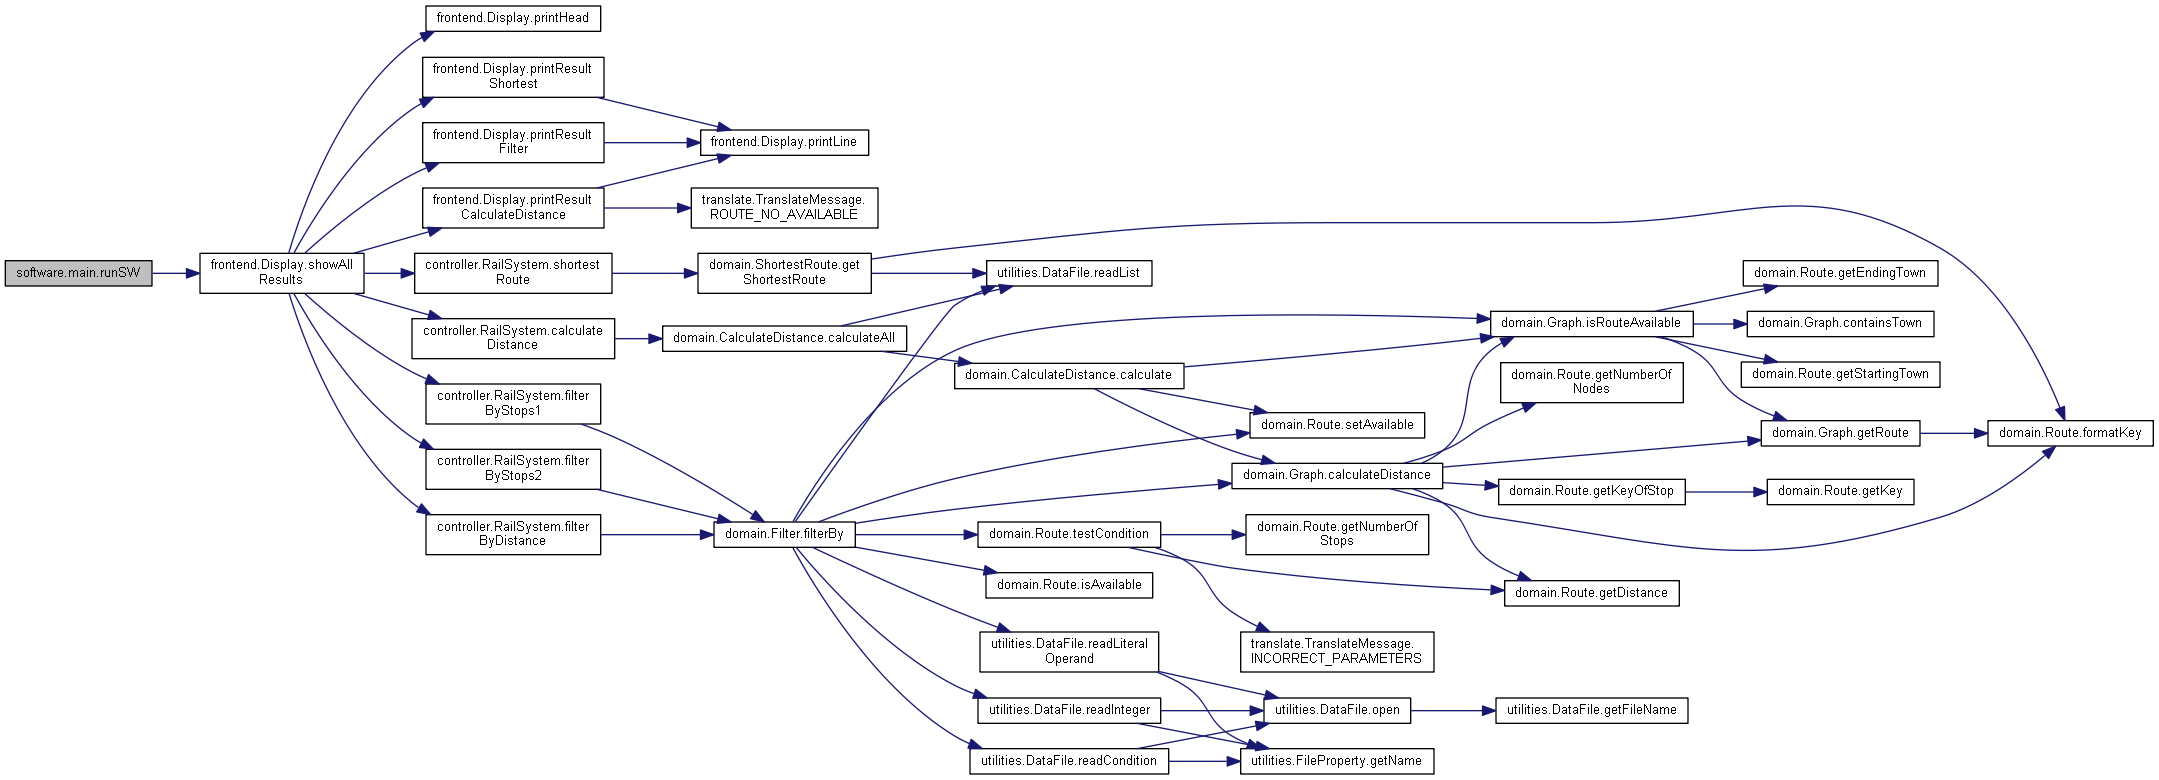 software.main.runSW
frontend.Display.showAll
Results
frontend.Display.printHead
frontend.Display.printResult
Shortest
frontend.Display.printResult
Filter
frontend.Display.printResult
CalculateDistance
controller.RailSystem.shortest
Route
controller.RailSystem.calculate
Distance
controller.RailSystem.filter
ByStops1
controller.RailSystem.filter
ByStops2
controller.RailSystem.filter
ByDistance
frontend.Display.printLine
translate.TranslateMessage.
ROUTE_NO_AVAILABLE
domain.ShortestRoute.get
ShortestRoute
domain.CalculateDistance.calculateAll
domain.Filter.filterBy
utilities.DataFile.readList
domain.CalculateDistance.calculate
domain.Route.testCondition
domain.Route.isAvailable
utilities.DataFile.readLiteral
Operand
utilities.DataFile.readInteger
utilities.DataFile.readCondition
domain.Route.setAvailable
domain.Graph.calculateDistance
domain.Route.getNumberOf
Stops
translate.TranslateMessage.
INCORRECT_PARAMETERS
utilities.DataFile.open
utilities.FileProperty.getName
domain.Graph.isRouteAvailable
domain.Route.getNumberOf
Nodes
domain.Route.getKeyOfStop
domain.Route.getDistance
utilities.DataFile.getFileName
domain.Route.getEndingTown
domain.Graph.containsTown
domain.Route.getStartingTown
domain.Graph.getRoute
domain.Route.getKey
domain.Route.formatKey